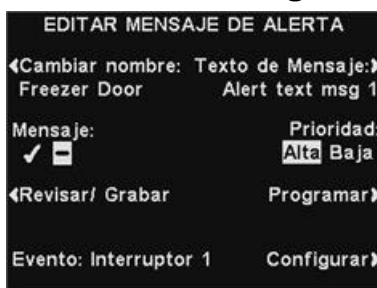 EDITAR MENSAJE DE ALERTA
Cambiar nombre: Texto de Mensaje:
Freezer Door Alert text msg 1
Mensaje: Prioridad:
Alta Baja
Revisar/ Grabar Programar
Evento: Interruptor 1 Configurar